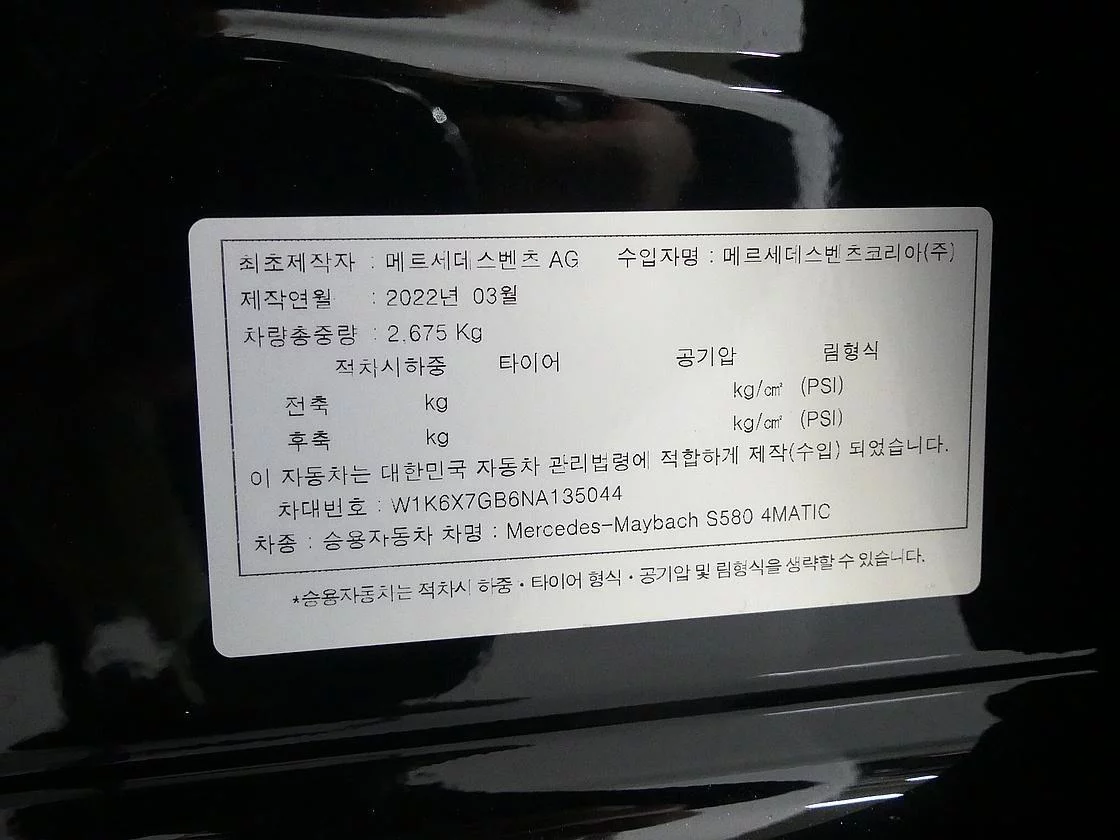 최초제작자 : 메르세데스벤츠 AG 수입자명 : 메르세데스벤츠코리아(주)
제작연월 : 2022년 03월
차량총중량 : 2.675 Kg
적차시하중 타이어 공기압 림형식
전축 kg kg/㎠ (PSI)
후축 kg kg/㎠ (PSI)
이 자동차는 대한민국 자동차 관리법령에 적합하게 제작(수입) 되었습니다.
차대번호 : W1K6X7GB6NA135044
차종 : 승용자동차 차명 : Mercedes-Maybach S580 4MATIC
*승용자동차는 적차시 하중·타이어 형식·공기압 및 림형식을 생략할 수 있습니다.